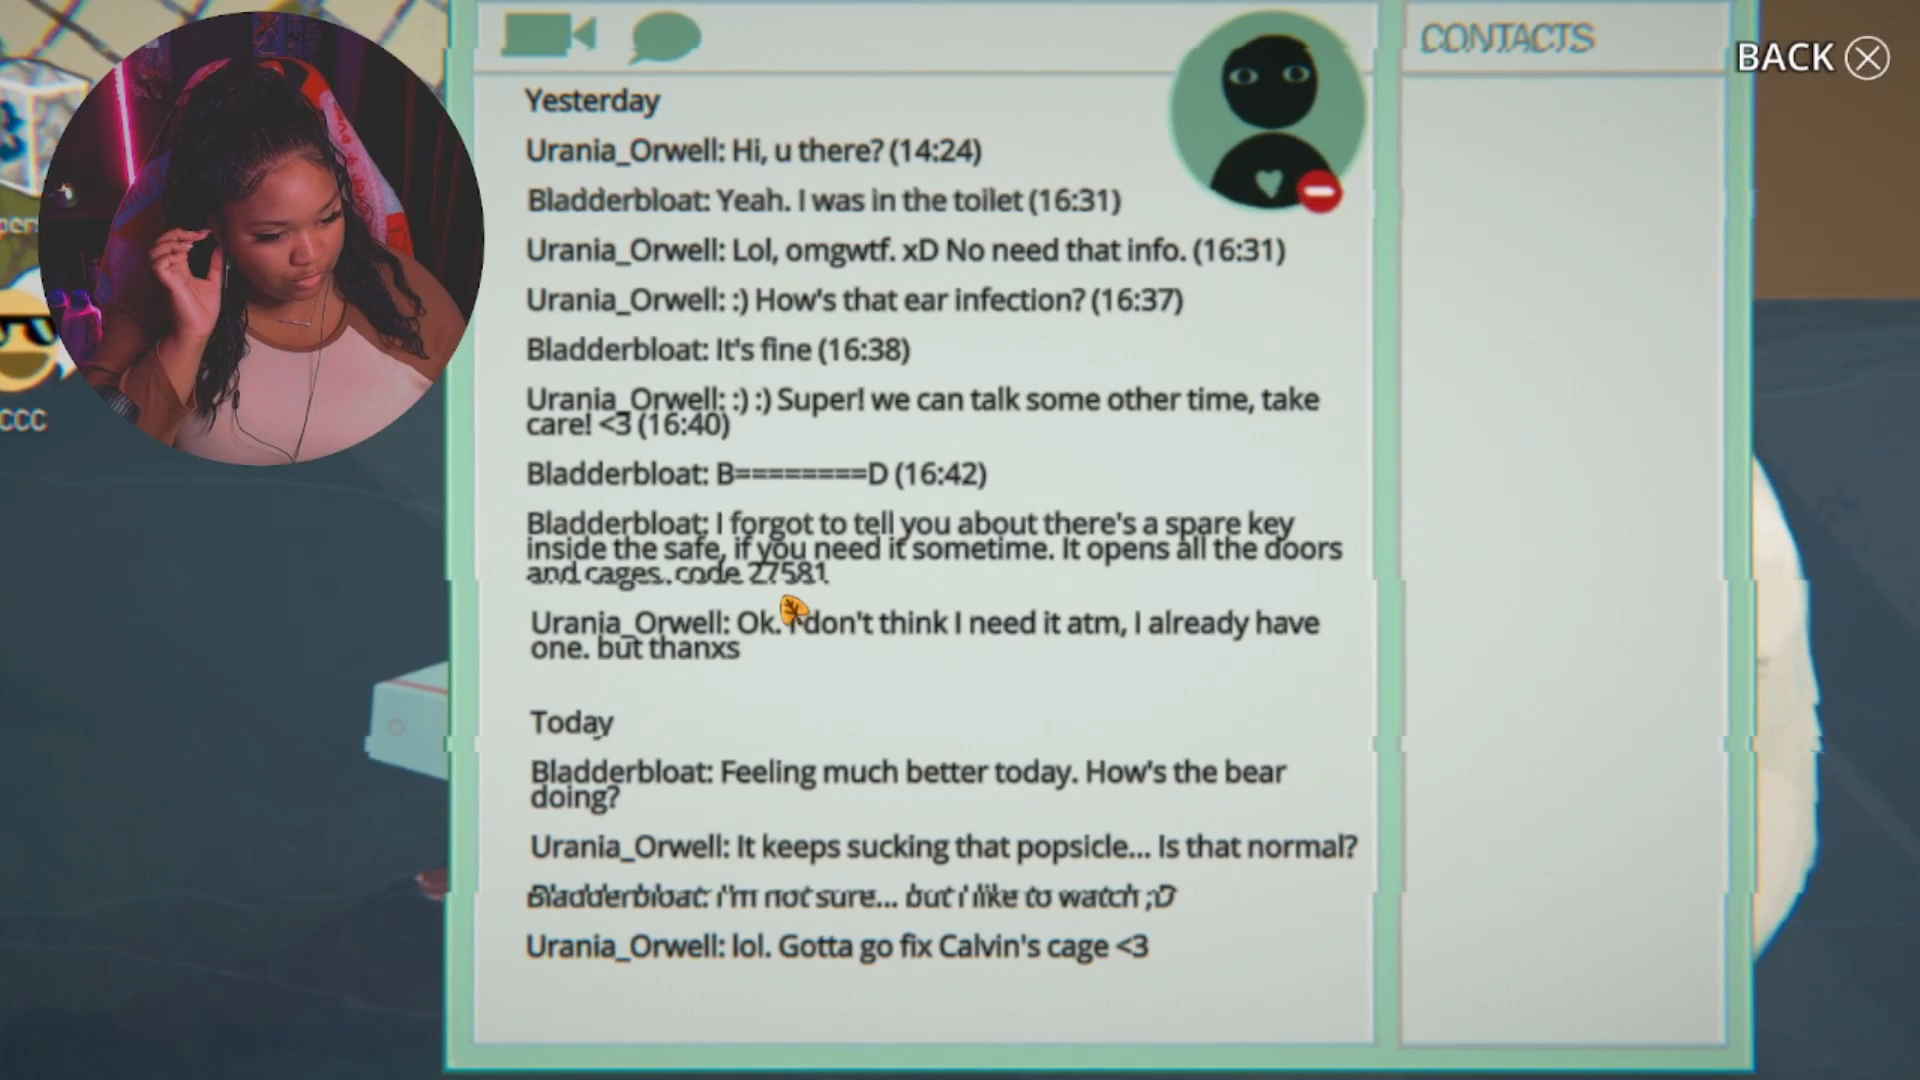 CONTACTS
BACK
Yesterday
Urania_Orwell: Hi, u there? (14:24)
Bladderbloat: Yeah. I was in the toilet (16:31)
Urania_Orwell: Lol, omgwtf. xD No need that info. (16:31)
Urania_Orwell: :) How's that ear infection? (16:37)
Bladderbloat: It's fine (16:38)
Urania_Orwell: :) :) Super! we can talk some other time, take
care! <3 (16:40)
Bladderbloat: B========D (16:42)
Bladderbloat: I forgot to tell you about there's a spare key
inside the safe, if you need it sometime. It opens all the doors
and cages. code 27581
Urania_Orwell: Ok. I don't think I need it atm, I already have
one. but thanxs
Today
Bladderbloat: Feeling much better today. How's the bear
doing?
Urania_Orwell: It keeps sucking that popsicle... Is that normal?
Bladderbloat: i'm not sure... but i like to watch ;D
Urania_Orwell: lol. Gotta go fix Calvin's cage <3
ccc